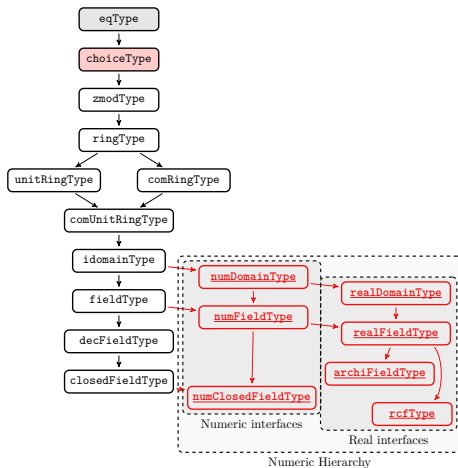 eqType
choiceType
zmodType
ringType
unitRingType
comRingType
comUnitRingType
idomainType
numDomainType
realDomainType
fieldType
numFieldType
realFieldType
decFieldType
archiFieldType
closedFieldType
numClosedFieldType
rcfType
Numeric interfaces
Real interfaces
Numeric Hierarchy